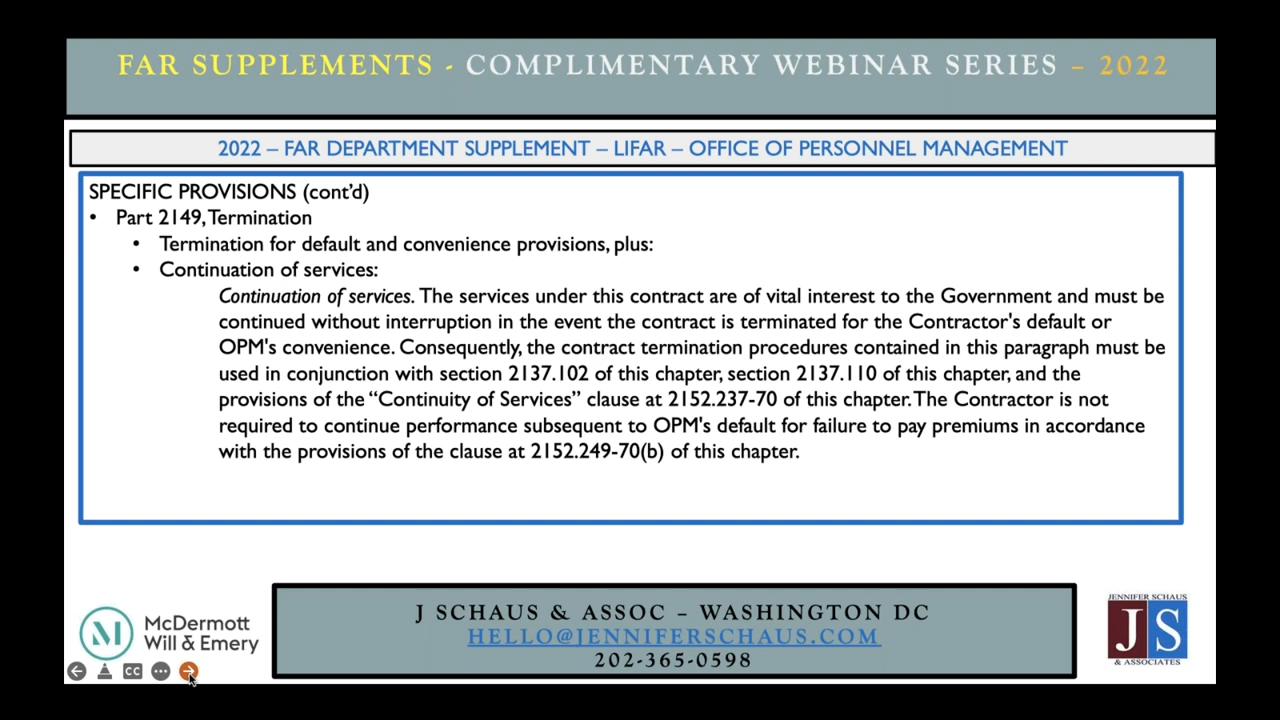 FAR SUPPLEMENTS - COMPLIMENTARY WEBINAR SERIES – 2022
2022 – FAR DEPARTMENT SUPPLEMENT – LIFAR – OFFICE OF PERSONNEL MANAGEMENT
SPECIFIC PROVISIONS (cont'd)
• Part 2149, Termination
• Termination for default and convenience provisions, plus:
• Continuation of services:
Continuation of services. The services under this contract are of vital interest to the Government and must be
continued without interruption in the event the contract is terminated for the Contractor's default or
OPM's convenience. Consequently, the contract termination procedures contained in this paragraph must be
used in conjunction with section 2137.102 of this chapter, section 2137.110 of this chapter, and the
provisions of the “Continuity of Services” clause at 2152.237-70 of this chapter. The Contractor is not
required to continue performance subsequent to OPM's default for failure to pay premiums in accordance
with the provisions of the clause at 2152.249-70(b) of this chapter.
M
McDermott
Will & Emery
CC
J SCHAUS & ASSOC – WASHINGTON DC
HELLO@JENNIFERSCHAUS.COM
202-365-0598
JENNIFER SCHAUS
J S
& ASSOCIATES